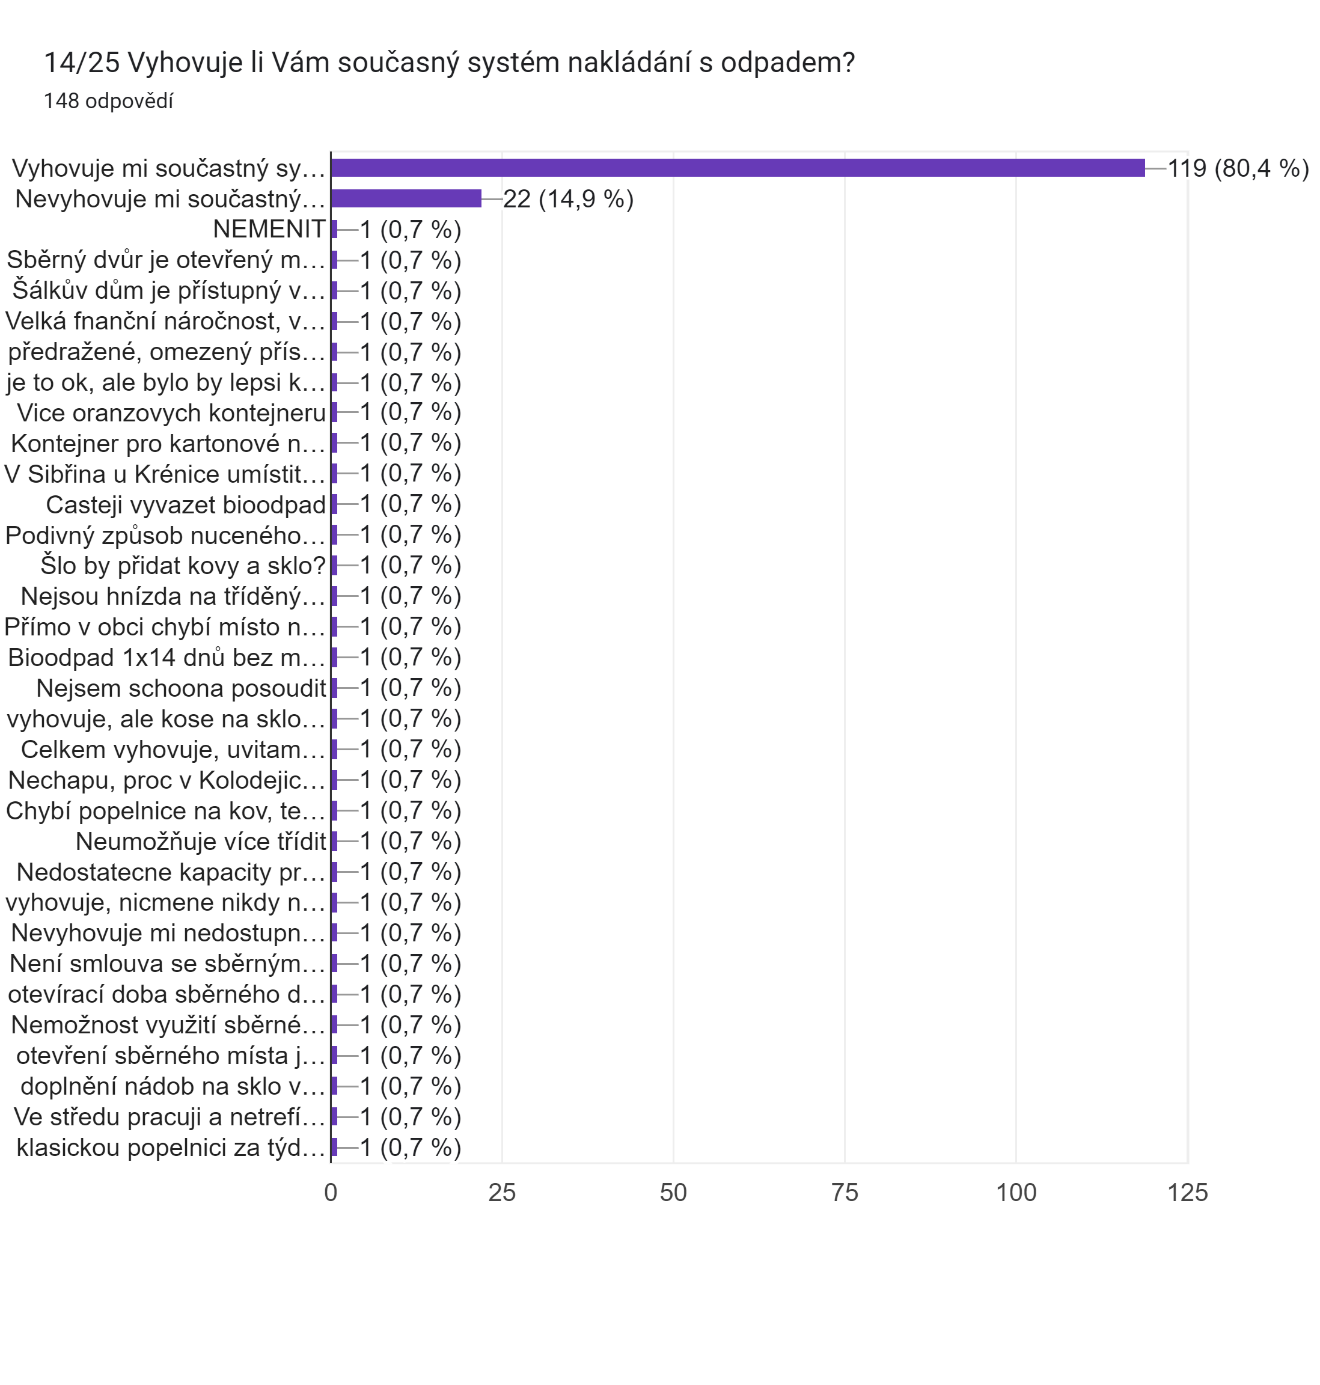 14/25 Vyhovuje li Vám současný systém nakládání s odpadem?
148 odpovědí
Vyhovuje mi součastný sy… 119 (80,4 %)
Nevyhovuje mi součastný… 22 (14,9 %)
NEMENIT 1 (0,7 %)
Sběrný dvůr je otevřený m… 1 (0,7 %)
Šálkův dům je přístupný v… 1 (0,7 %)
Velká fnanční náročnost, v… 1 (0,7 %)
předražené, omezený přís… 1 (0,7 %)
je to ok, ale bylo by lepsi k… 1 (0,7 %)
Vice oranzovych kontejneru 1 (0,7 %)
Kontejner pro kartonové n… 1 (0,7 %)
V Sibřina u Krénice umístit… 1 (0,7 %)
Casteji vyvazet bioodpad 1 (0,7 %)
Podivný způsob nuceného… 1 (0,7 %)
Šlo by přidat kovy a sklo? 1 (0,7 %)
Nejsou hnízda na tříděný… 1 (0,7 %)
Přímo v obci chybí místo n… 1 (0,7 %)
Bioodpad 1x14 dnů bez m… 1 (0,7 %)
Nejsem schoona posoudit 1 (0,7 %)
vyhovuje, ale kose na sklo… 1 (0,7 %)
Celkem vyhovuje, uvitam… 1 (0,7 %)
Nechapu, proc v Kolodejic… 1 (0,7 %)
Chybí popelnice na kov, te… 1 (0,7 %)
Neumožňuje více třídit 1 (0,7 %)
Nedostatecne kapacity pr… 1 (0,7 %)
vyhovuje, nicmene nikdy n… 1 (0,7 %)
Nevyhovuje mi nedostupn… 1 (0,7 %)
Není smlouva se sběrným… 1 (0,7 %)
otevírací doba sběrného d… 1 (0,7 %)
Nemožnost využití sběrné… 1 (0,7 %)
otevření sběrného místa j… 1 (0,7 %)
doplnění nádob na sklo v… 1 (0,7 %)
Ve středu pracuji a netrefí… 1 (0,7 %)
klasickou popelnici za týd… 1 (0,7 %)
0 25 50 75 100 125